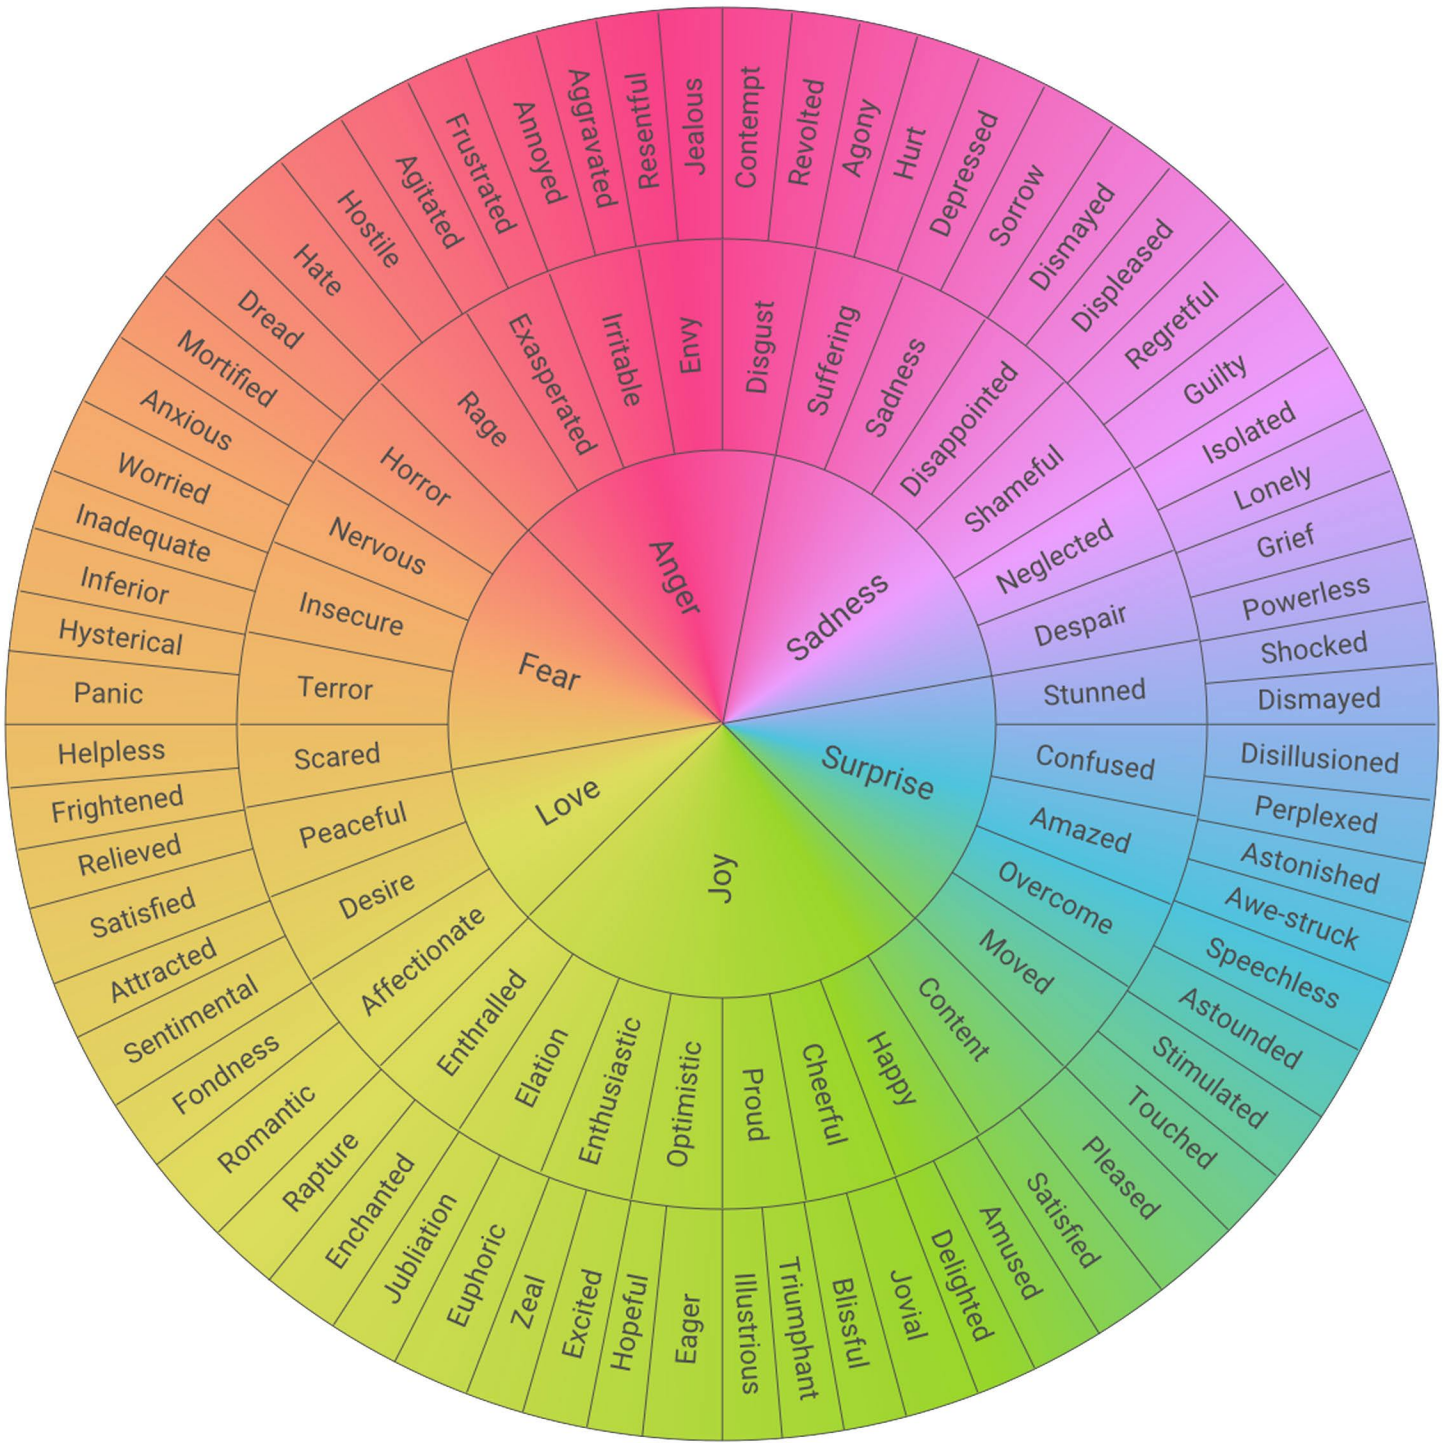 Anger
Sadness
Surprise
Joy
Love
Fear
Disgust
Suffering
Sadness
Disappointed
Shameful
Neglected
Despair
Stunned
Confused
Amazed
Overcome
Moved
Content
Happy
Cheerful
Proud
Optimistic
Enthusiastic
Elation
Enthralled
Affectionate
Desire
Peaceful
Scared
Terror
Insecure
Nervous
Horror
Rage
Exasperated
Irritable
Envy
Contempt
Revolted
Agony
Hurt
Depressed
Sorrow
Dismayed
Displeased
Regretful
Guilty
Isolated
Lonely
Grief
Powerless
Shocked
Dismayed
Disillusioned
Perplexed
Astonished
Awe-struck
Speechless
Astounded
Stimulated
Touched
Pleased
Satisfied
Amused
Delighted
Jovial
Blissful
Triumphant
Illustrious
Eager
Hopeful
Excited
Zeal
Euphoric
Jubliation
Enchanted
Rapture
Romantic
Fondness
Sentimental
Attracted
Satisfied
Relieved
Frightened
Helpless
Panic
Hysterical
Inferior
Inadequate
Worried
Anxious
Mortified
Dread
Hate
Hostile
Agitated
Frustrated
Annoyed
Aggravated
Resentful
Jealous